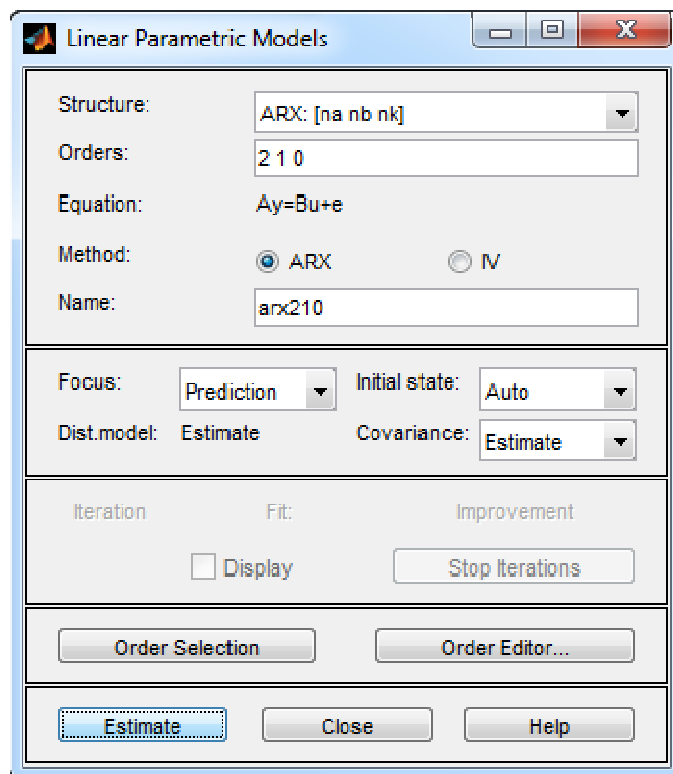 Linear Parametric Models
Structure: ARX: [na nb nk]
Orders: 2 1 0
Equation: Ay=Bu+e
Method: ARX IV
Name: arx210
Focus: Prediction Initial state: Auto
Dist.model: Estimate Covariance: Estimate
Iteration Fit: Improvement
Display Stop Iterations
Order Selection Order Editor...
Estimate Close Help